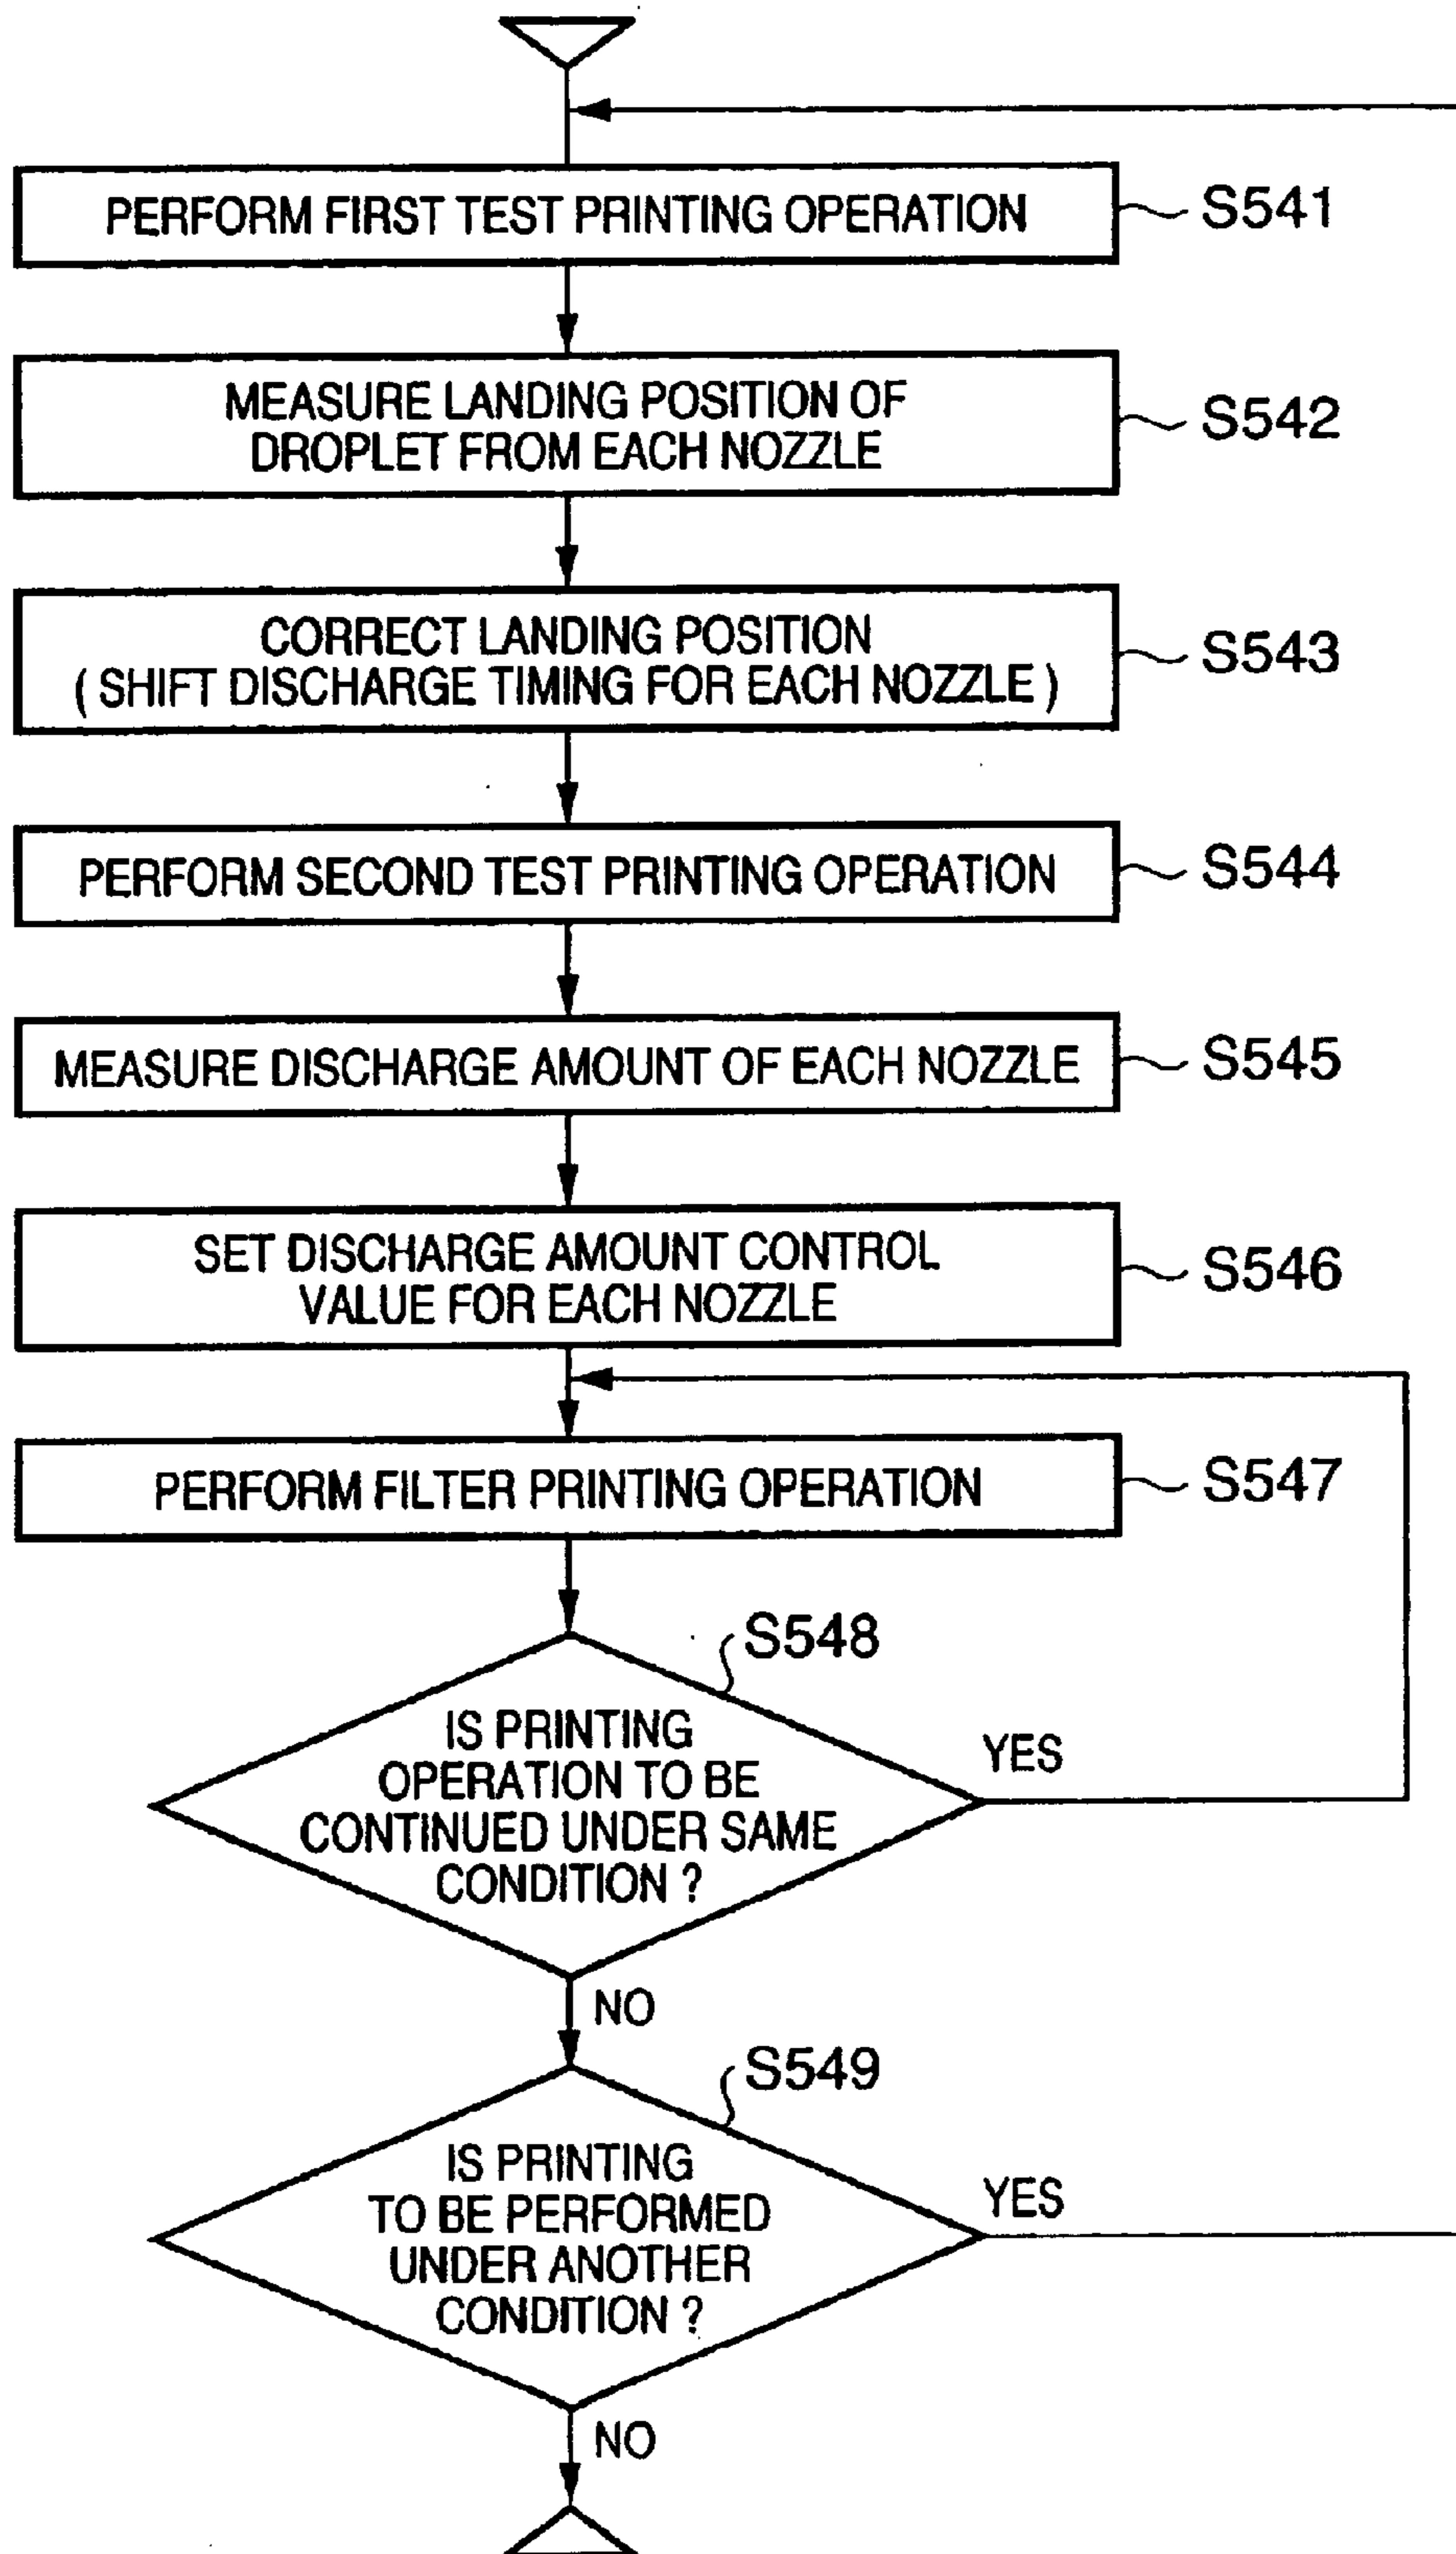 PERFORM FIRST TEST PRINTING OPERATION
S541
MEASURE LANDING POSITION OF
DROPLET FROM EACH NOZZLE
S542
CORRECT LANDING POSITION
( SHIFT DISCHARGE TIMING FOR EACH NOZZLE )
S543
PERFORM SECOND TEST PRINTING OPERATION
S544
MEASURE DISCHARGE AMOUNT OF EACH NOZZLE
S545
SET DISCHARGE AMOUNT CONTROL
VALUE FOR EACH NOZZLE
S546
PERFORM FILTER PRINTING OPERATION
S547
S548
IS PRINTING
OPERATION TO BE
CONTINUED UNDER SAME
CONDITION ?
YES
NO
S549
IS PRINTING
TO BE PERFORMED
UNDER ANOTHER
CONDITION ?
YES
NO